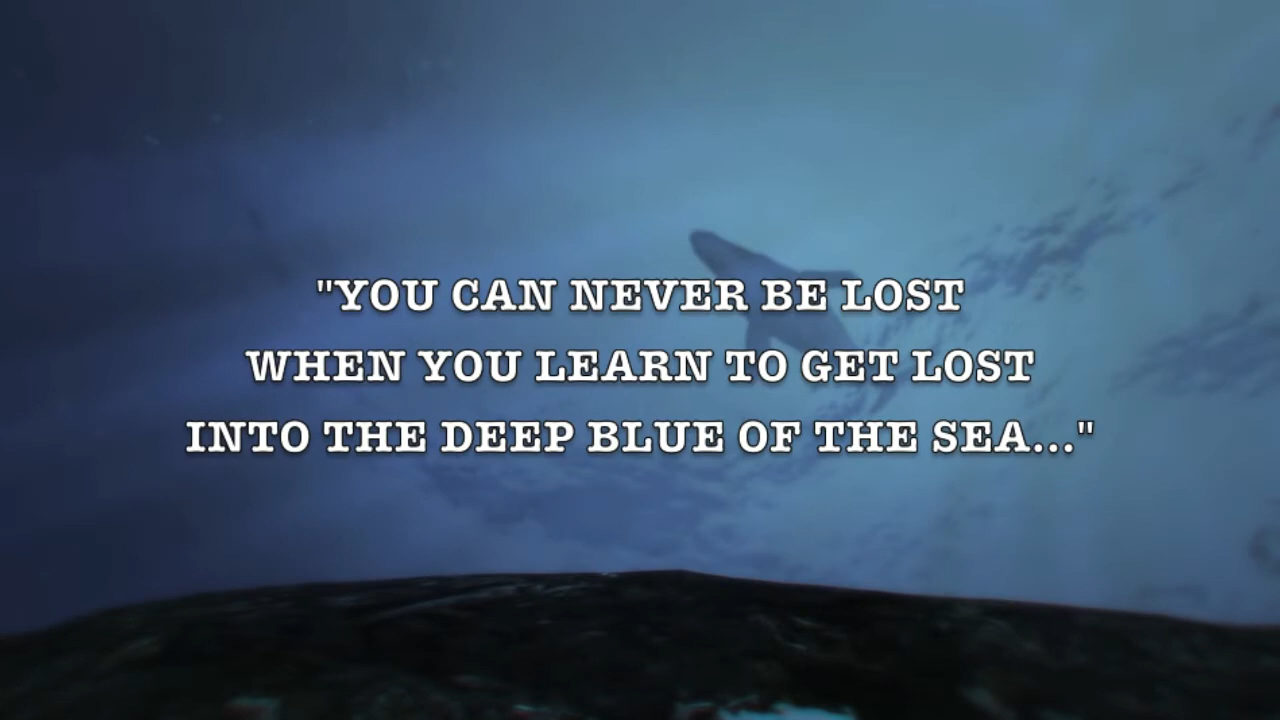 "YOU CAN NEVER BE LOST
WHEN YOU LEARN TO GET LOST
INTO THE DEEP BLUE OF THE SEA..."